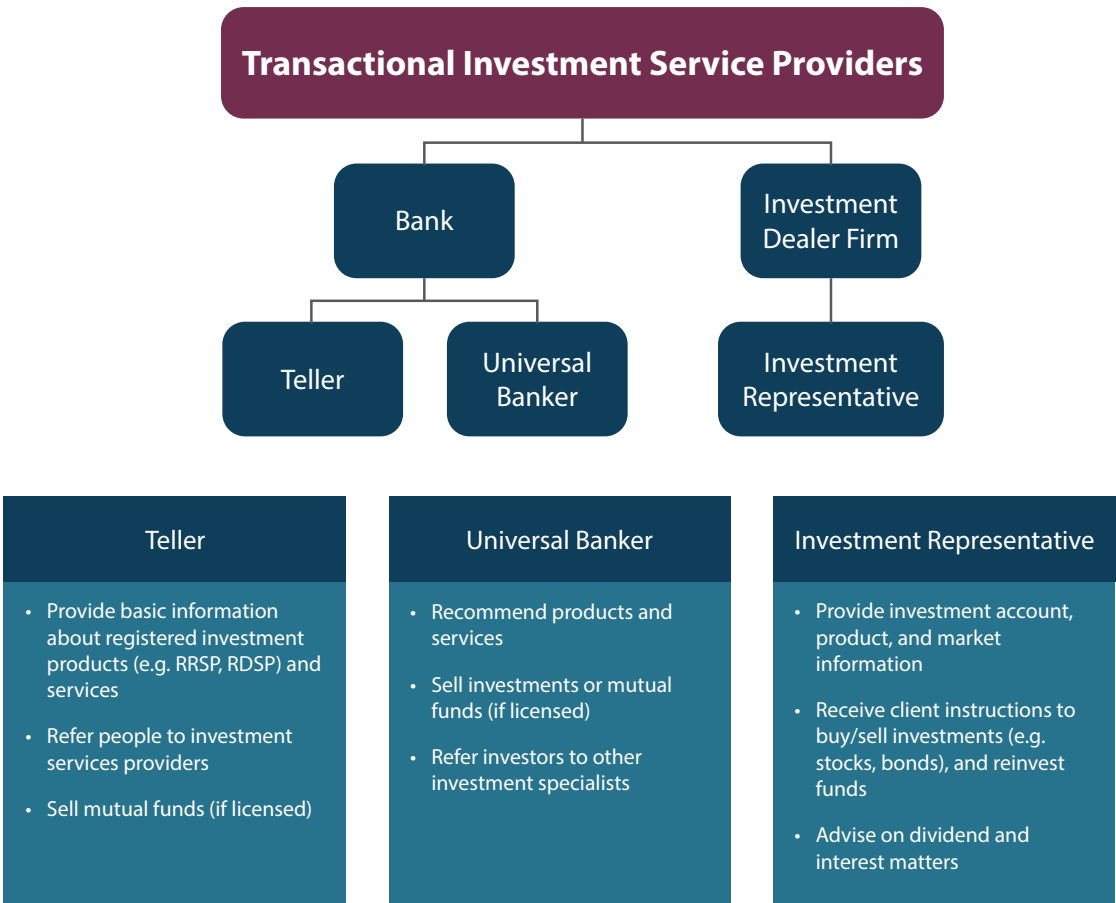 Transactional Investment Service Providers
Bank
Investment
Dealer Firm
Teller
Universal
Banker
Investment
Representative
Teller
• Provide basic information
about registered investment
products (e.g. RRSP, RDSP) and
services
• Refer people to investment
services providers
• Sell mutual funds (if licensed)
Universal Banker
• Recommend products and
services
• Sell investments or mutual
funds (if licensed)
• Refer investors to other
investment specialists
Investment Representative
• Provide investment account,
product, and market
information
• Receive client instructions to
buy/sell investments (e.g.
stocks, bonds), and reinvest
funds
• Advise on dividend and
interest matters